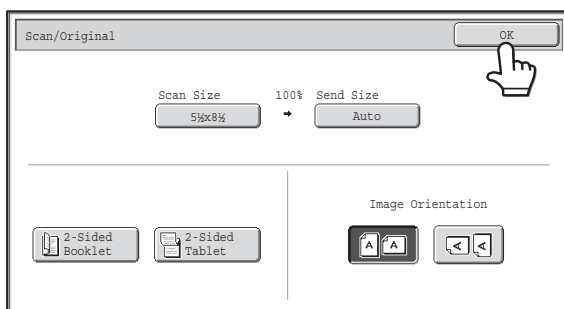 Scan/Original
OK
Scan Size 100% Send Size
5½x8½ → Auto
Image Orientation
2-Sided Booklet
2-Sided Tablet
A A A A